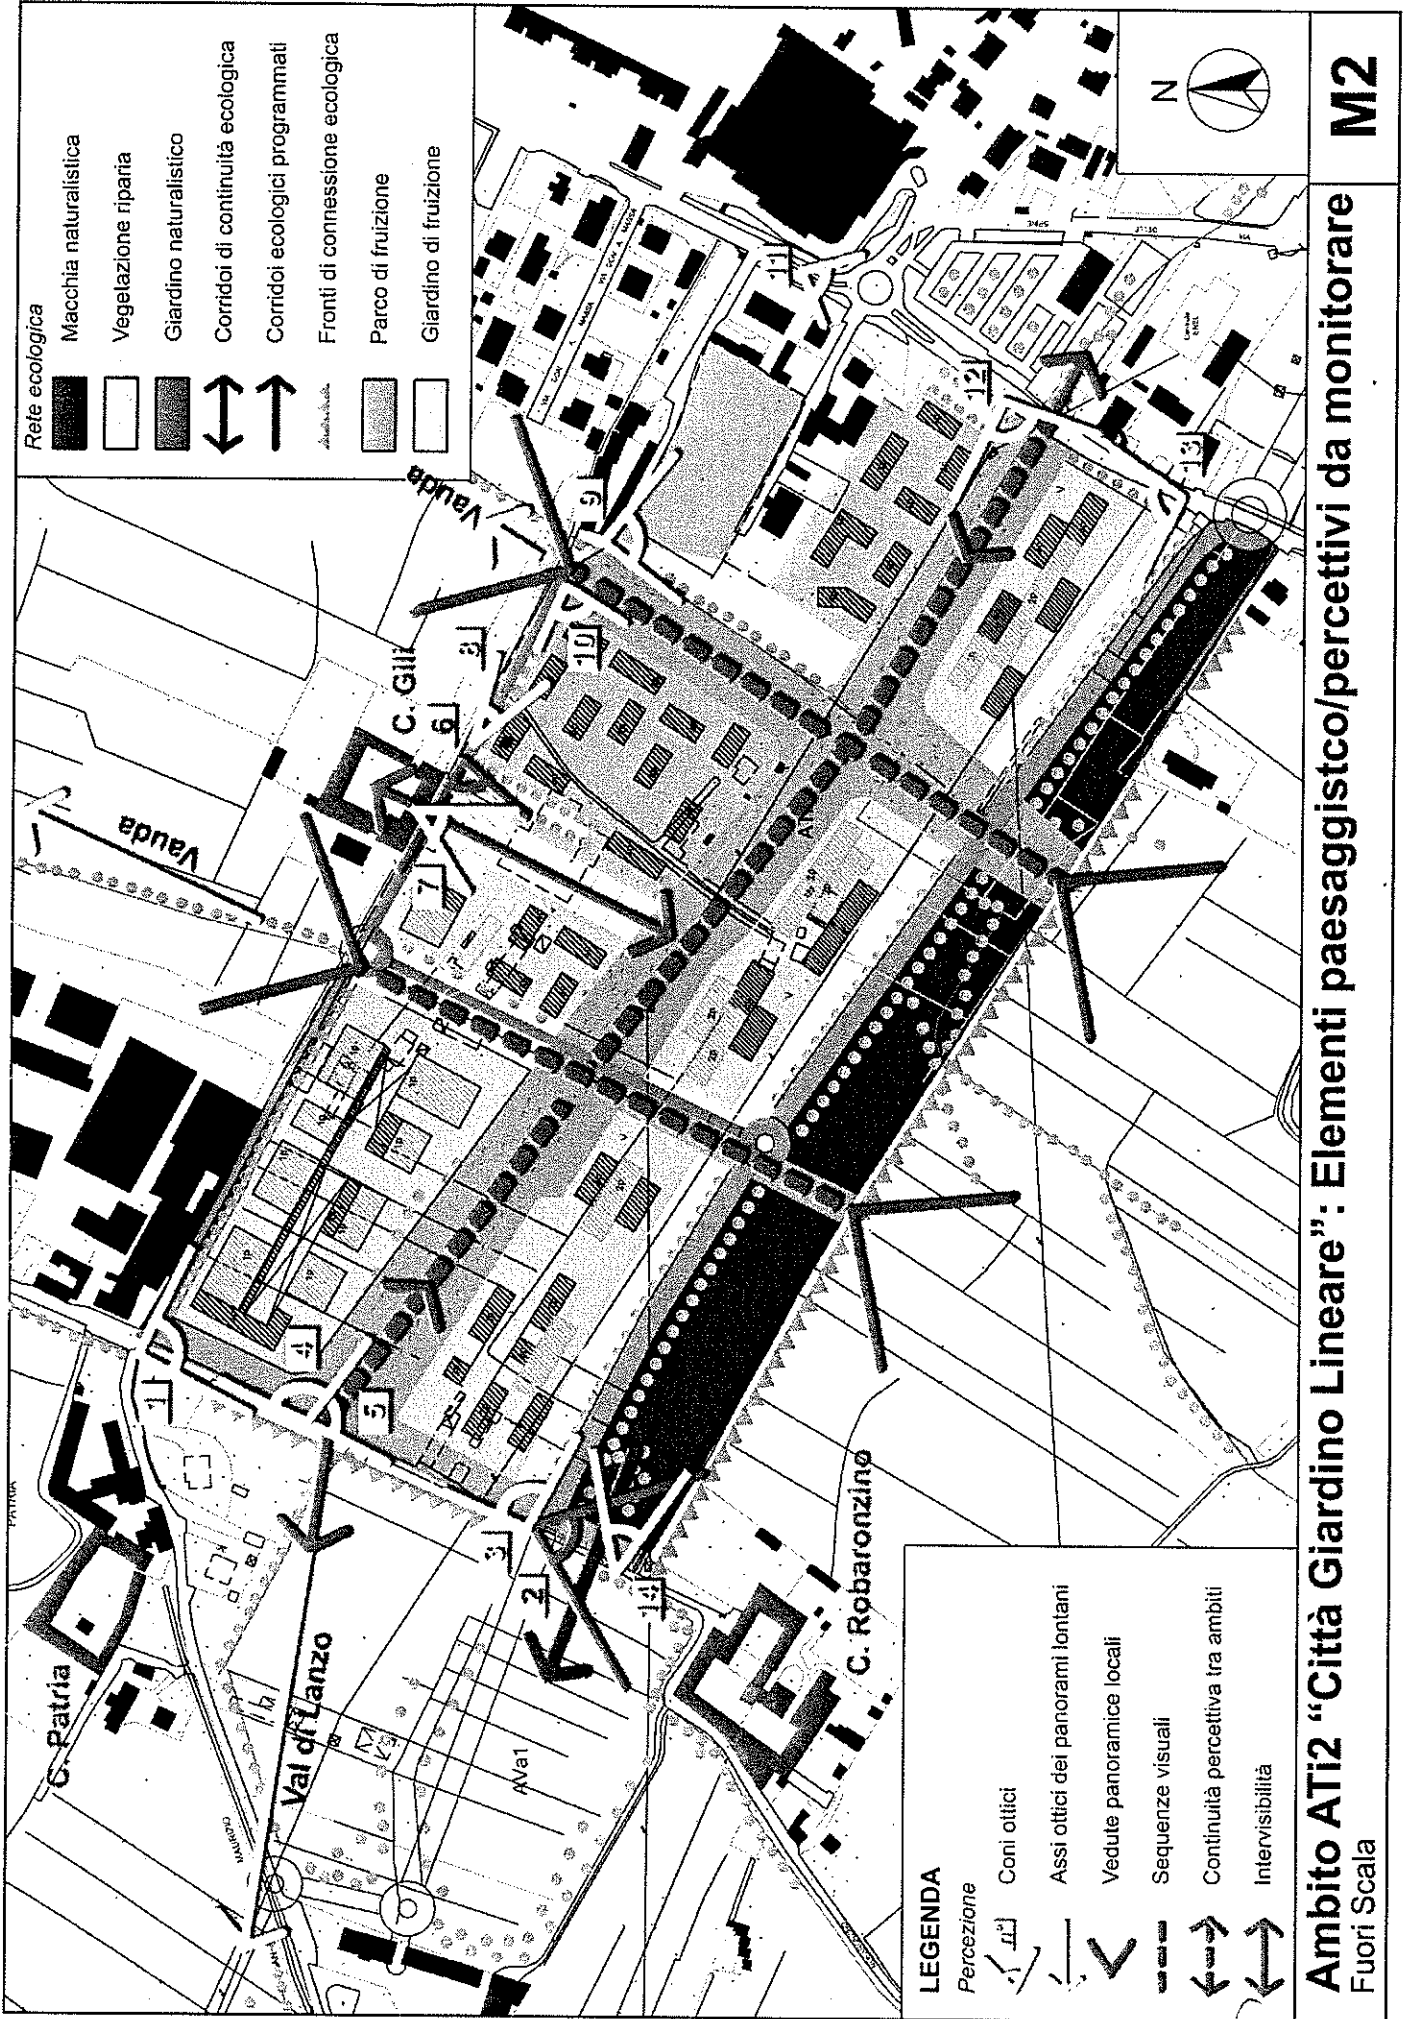 Rete ecologica
Macchia naturalistica
Vegelazione riparia
Giardino naturalistico
Corridoi di continuità ecologica
Corridoi ecologici programmati
Fronti di connessione ecologica
Parco di fruizione
Giardino di fruizione
N
C. Patria
PATRIA
Val di Lanzo
AVa1
Vauda
Vauda
C. Gili
C. Robaronzino
1
2
3
4
5
6
7
8
9
10
11
12
13
14
LEGENDA
Percezione
n°
Coni ottici
Assi ottici dei panorami lontani
Vedute panoramice locali
Sequenze visuali
Continuità percettiva tra ambiti
Intervisibilità
Ambito ATi2 “Città Giardino Lineare”: Elementi paesaggistco/percettivi da monitorare
Fuori Scala
M2